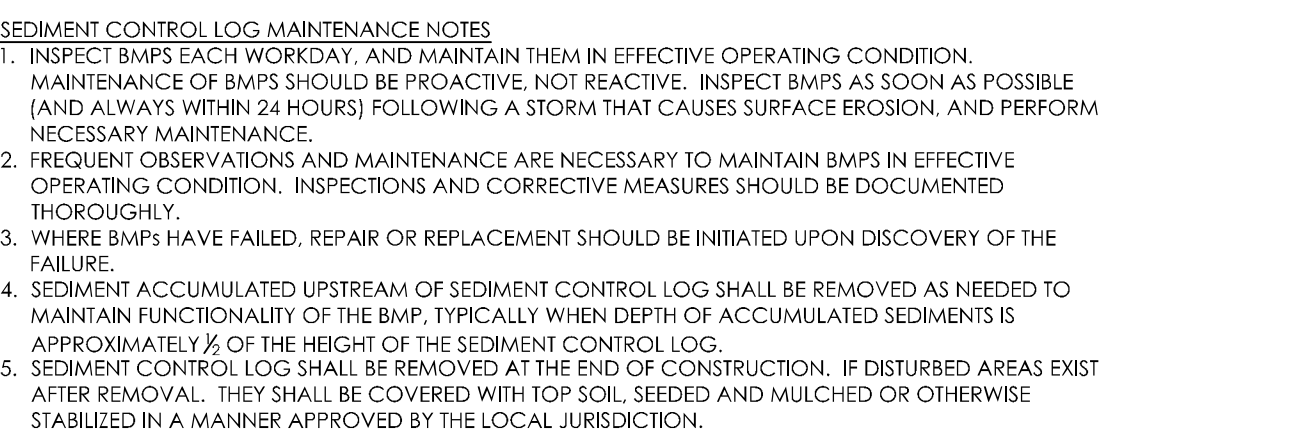 SEDIMENT CONTROL LOG MAINTENANCE NOTES
1. INSPECT BMPS EACH WORKDAY, AND MAINTAIN THEM IN EFFECTIVE OPERATING CONDITION.
MAINTENANCE OF BMPS SHOULD BE PROACTIVE, NOT REACTIVE. INSPECT BMPS AS SOON AS POSSIBLE
(AND ALWAYS WITHIN 24 HOURS) FOLLOWING A STORM THAT CAUSES SURFACE EROSION, AND PERFORM
NECESSARY MAINTENANCE.
2. FREQUENT OBSERVATIONS AND MAINTENANCE ARE NECESSARY TO MAINTAIN BMPS IN EFFECTIVE
OPERATING CONDITION. INSPECTIONS AND CORRECTIVE MEASURES SHOULD BE DOCUMENTED
THOROUGHLY.
3. WHERE BMPs HAVE FAILED, REPAIR OR REPLACEMENT SHOULD BE INITIATED UPON DISCOVERY OF THE
FAILURE.
4. SEDIMENT ACCUMULATED UPSTREAM OF SEDIMENT CONTROL LOG SHALL BE REMOVED AS NEEDED TO
MAINTAIN FUNCTIONALITY OF THE BMP, TYPICALLY WHEN DEPTH OF ACCUMULATED SEDIMENTS IS
APPROXIMATELY ½ OF THE HEIGHT OF THE SEDIMENT CONTROL LOG.
5. SEDIMENT CONTROL LOG SHALL BE REMOVED AT THE END OF CONSTRUCTION. IF DISTURBED AREAS EXIST
AFTER REMOVAL. THEY SHALL BE COVERED WITH TOP SOIL, SEEDED AND MULCHED OR OTHERWISE
STABILIZED IN A MANNER APPROVED BY THE LOCAL JURISDICTION.